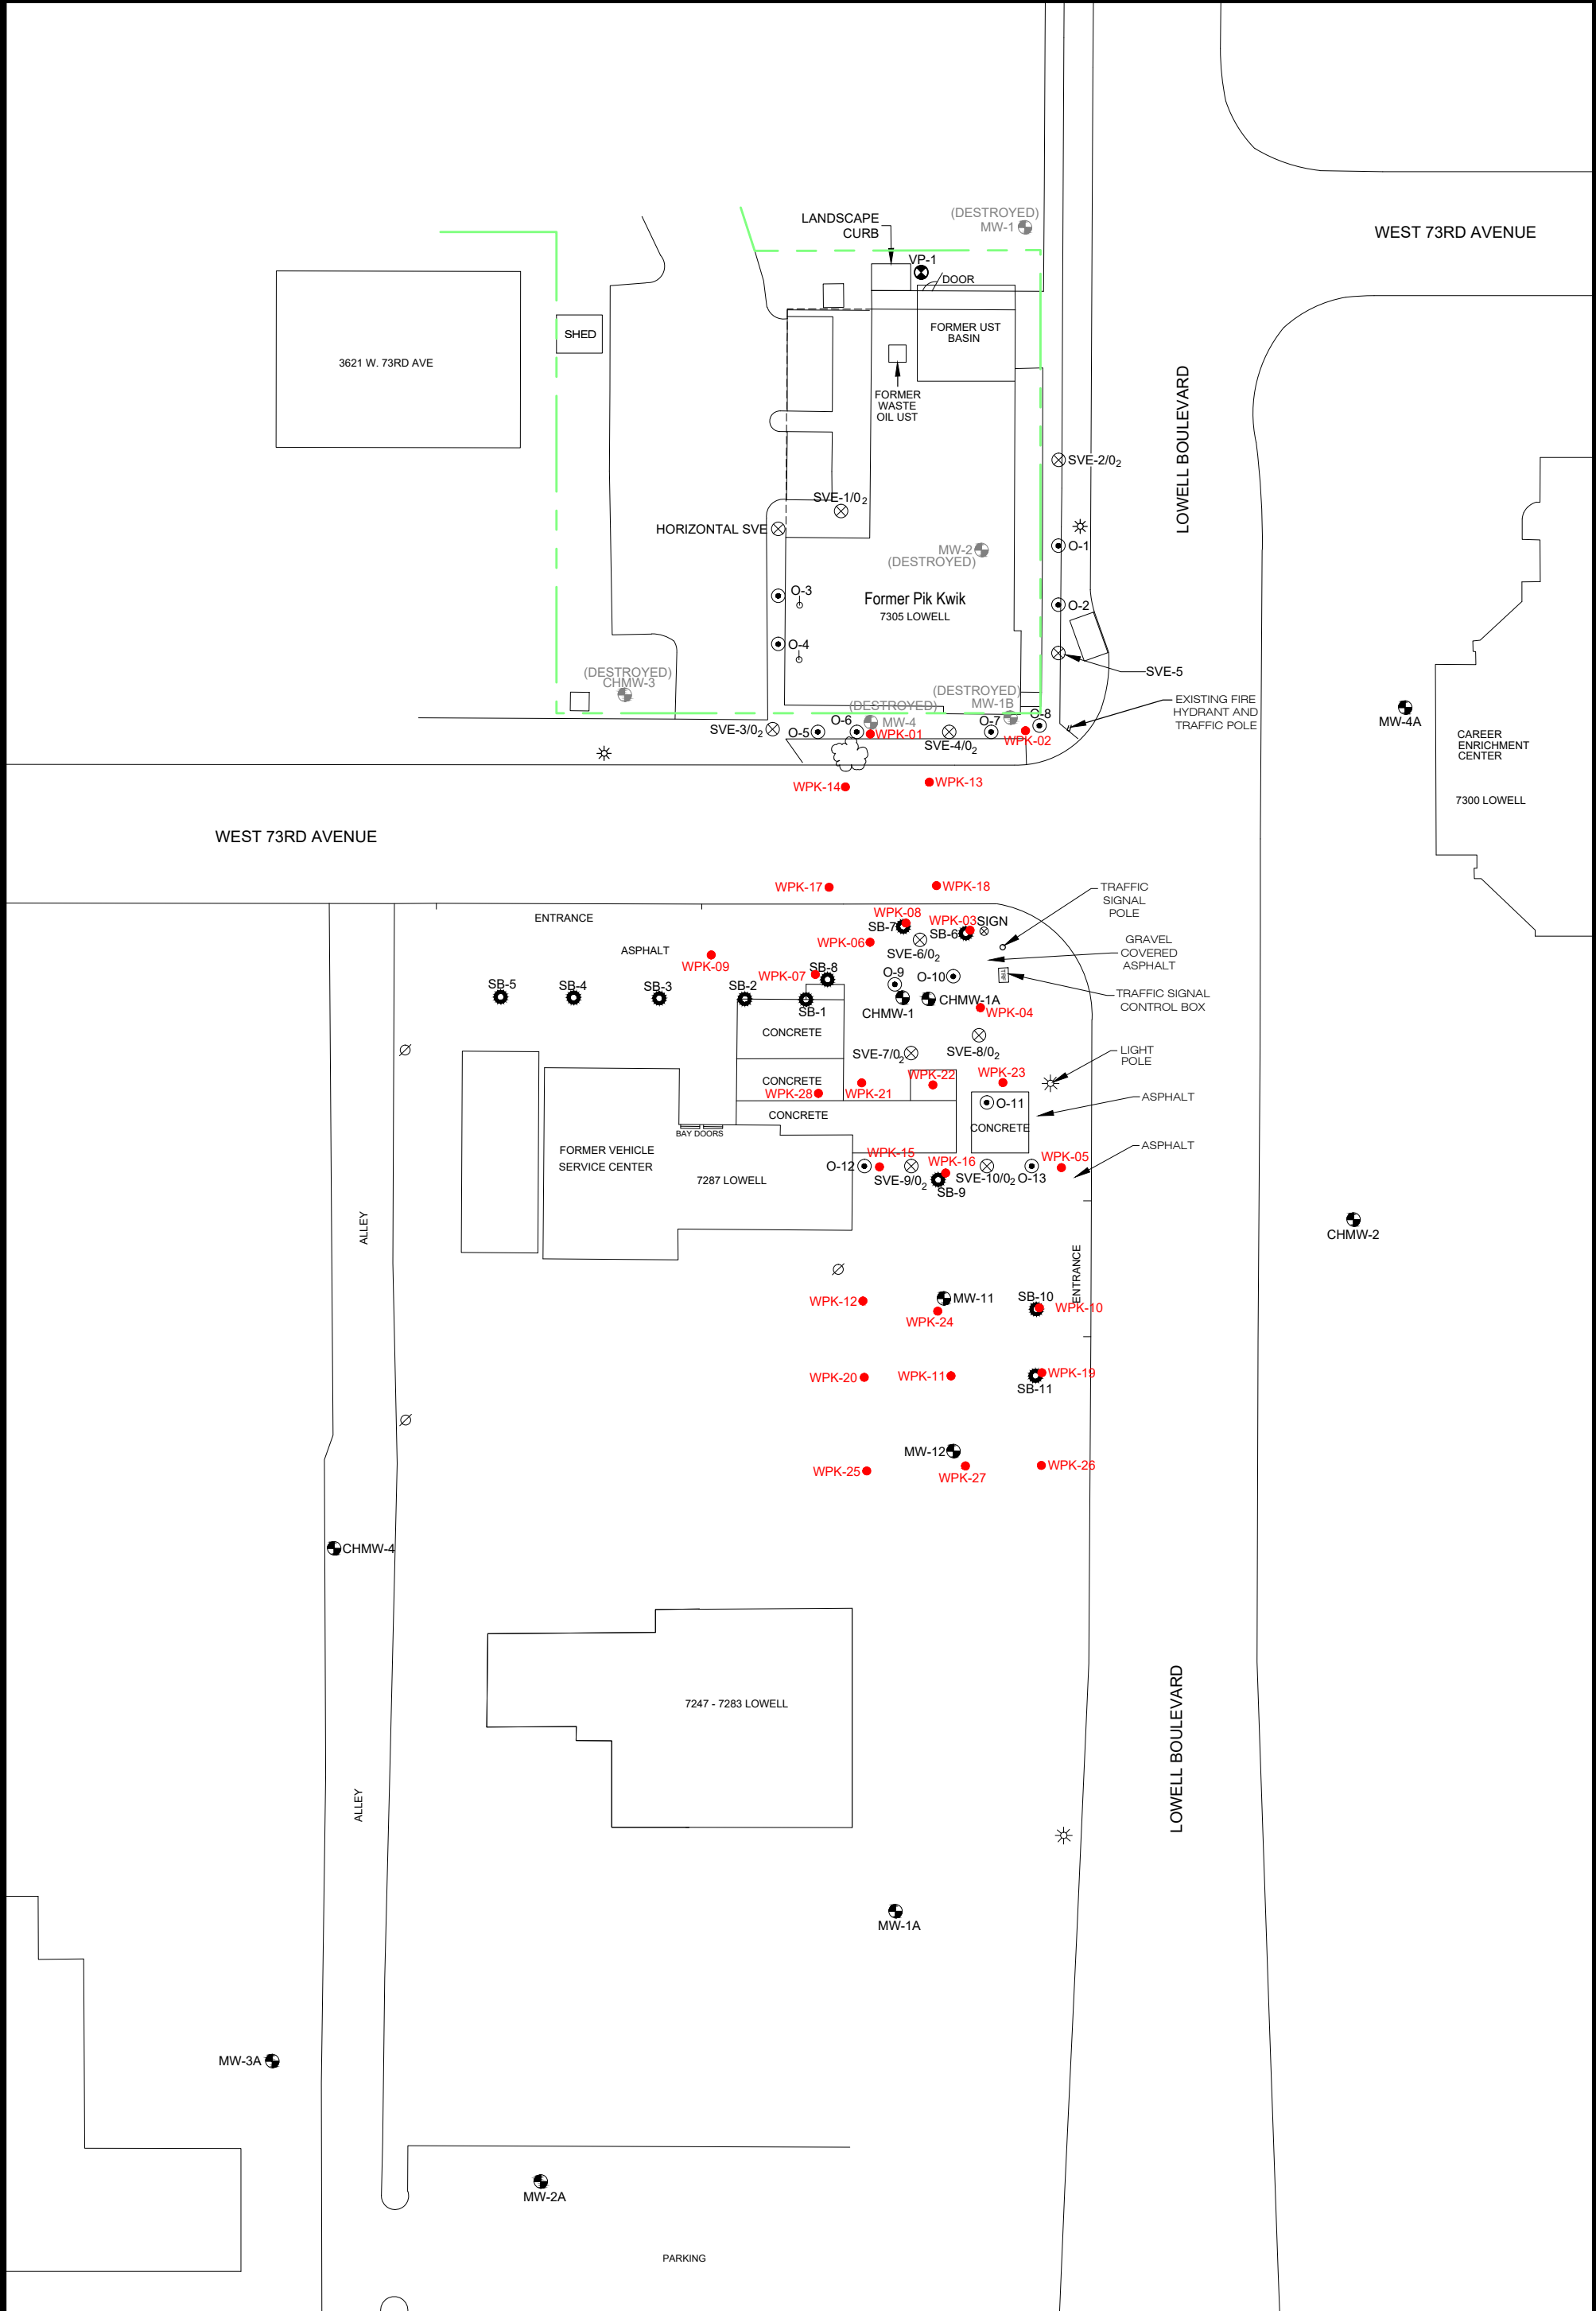 (DESTROYED)
MW-1
LANDSCAPE
CURB
WEST 73RD AVENUE
VP-1
DOOR
SHED
FORMER UST
BASIN
3621 W. 73RD AVE
FORMER
WASTE
OIL UST
LOWELL BOULEVARD
SVE-2/0₂
SVE-1/0₂
HORIZONTAL SVE
O-1
MW-2
(DESTROYED)
O-3
Former Pik Kwik
7305 LOWELL
O-2
O-4
SVE-5
(DESTROYED)
CHMW-3
(DESTROYED)
MW-1B
(DESTROYED)
MW-4
EXISTING FIRE
HYDRANT AND
TRAFFIC POLE
MW-4A
O-8
O-6
O-7
SVE-3/0₂
O-5
WPK-01
WPK-02
SVE-4/0₂
CAREER
ENRICHMENT
CENTER
7300 LOWELL
WPK-14
WPK-13
WEST 73RD AVENUE
WPK-17
WPK-18
TRAFFIC
SIGNAL
POLE
ENTRANCE
WPK-08
SB-7
WPK-03
SIGN
SB-6
ASPHALT
WPK-06
SVE-6/0₂
GRAVEL
COVERED
ASPHALT
WPK-09
WPK-07
SB-8
O-9
O-10
SB-5
SB-4
SB-3
SB-2
SB-1
CHMW-1
CHMW-1A
WPK-04
TRAFFIC SIGNAL
CONTROL BOX
CONCRETE
SVE-7/0₂
SVE-8/0₂
LIGHT
POLE
CONCRETE
WPK-28
WPK-21
WPK-22
WPK-23
CONCRETE
O-11
CONCRETE
ASPHALT
BAY DOORS
FORMER VEHICLE
SERVICE CENTER
7287 LOWELL
O-12
WPK-15
SVE-9/0₂
WPK-16
SB-9
SVE-10/0₂
O-13
WPK-05
ASPHALT
ALLEY
CHMW-2
ENTRANCE
WPK-12
MW-11
WPK-24
SB-10
WPK-10
WPK-20
WPK-11
WPK-19
SB-11
MW-12
WPK-25
WPK-27
WPK-26
CHMW-4
7247 - 7283 LOWELL
LOWELL BOULEVARD
ALLEY
MW-1A
MW-3A
MW-2A
PARKING